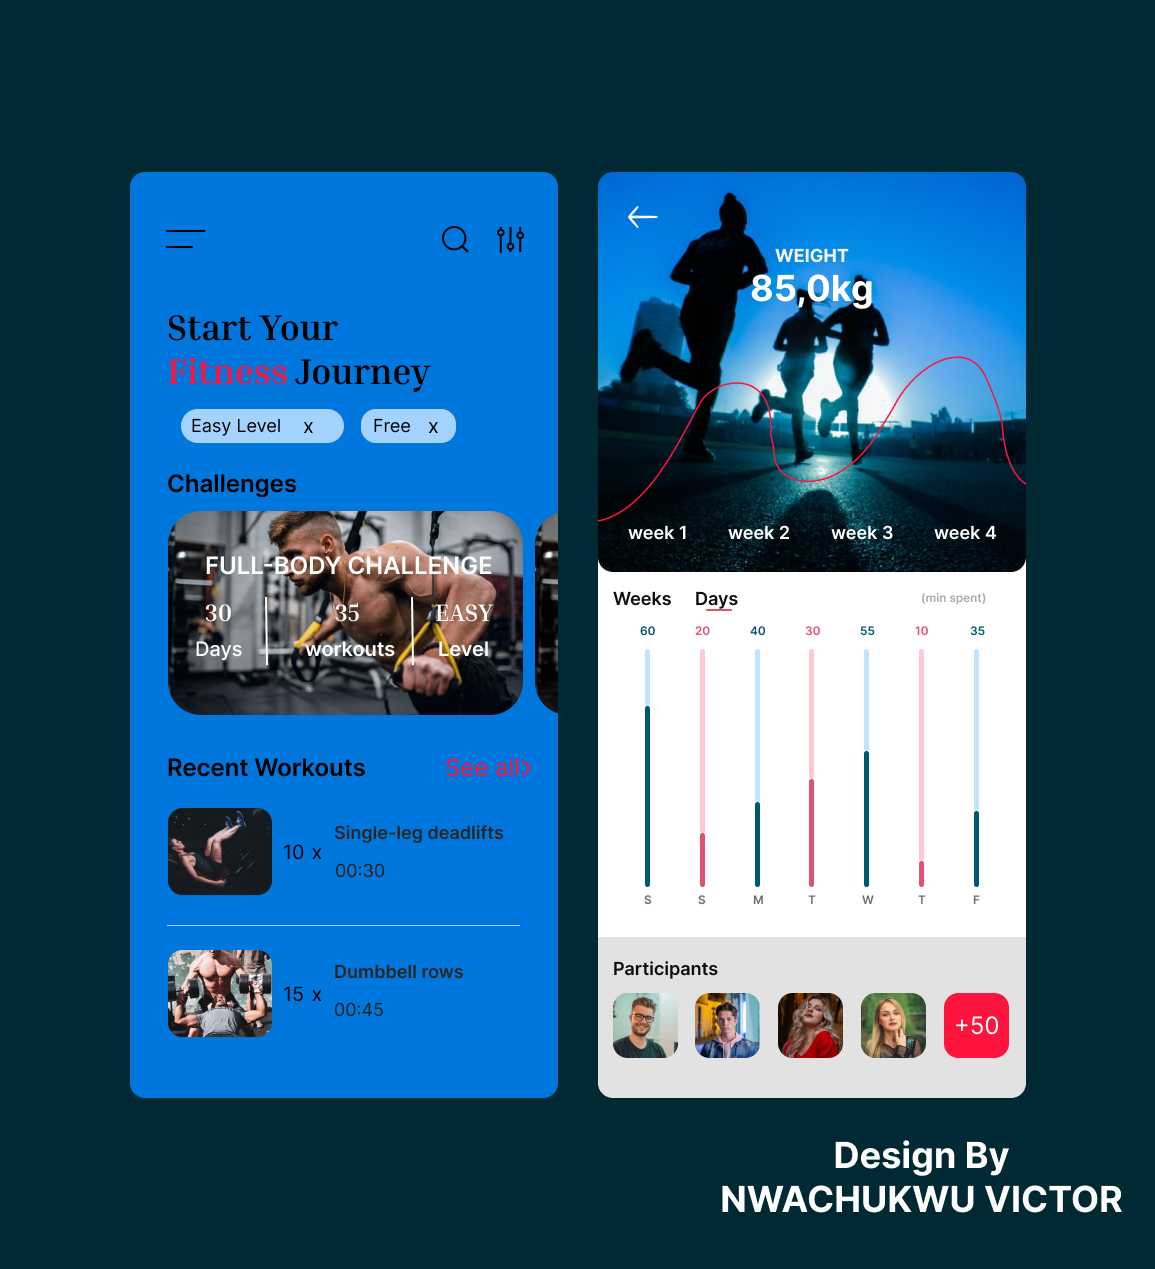 Start Your
Fitness Journey
Easy Level x
Free x
Challenges
FULL-BODY CHALLENGE
30
35
EASY
Days
workouts
Level
Recent Workouts
See all
10 x
Single-leg deadlifts
00:30
15 x
Dumbbell rows
00:45
WEIGHT
85,0kg
week 1
week 2
week 3
week 4
Weeks
Days
(min spent)
60
20
40
30
55
10
35
S
S
M
T
W
T
F
Participants
+50
Design By
NWACHUKWU VICTOR